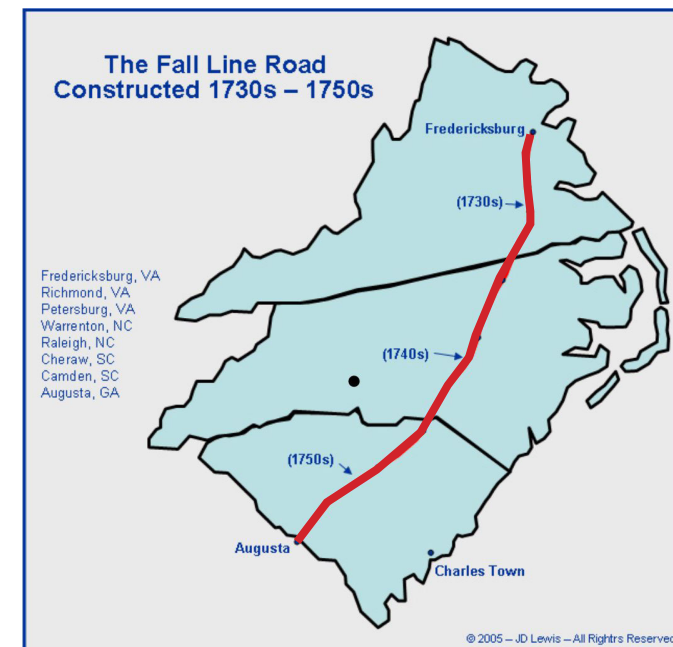 The Fall Line Road
Constructed 1730s – 1750s
Fredericksburg
(1730s)
Fredericksburg, VA
Richmond, VA
Petersburg, VA
Warrenton, NC
Raleigh, NC
Cheraw, SC
Camden, SC
Augusta, GA
(1740s)
(1750s)
Augusta
Charles Town
© 2005 – JD Lewis – All Rightrs Reserved